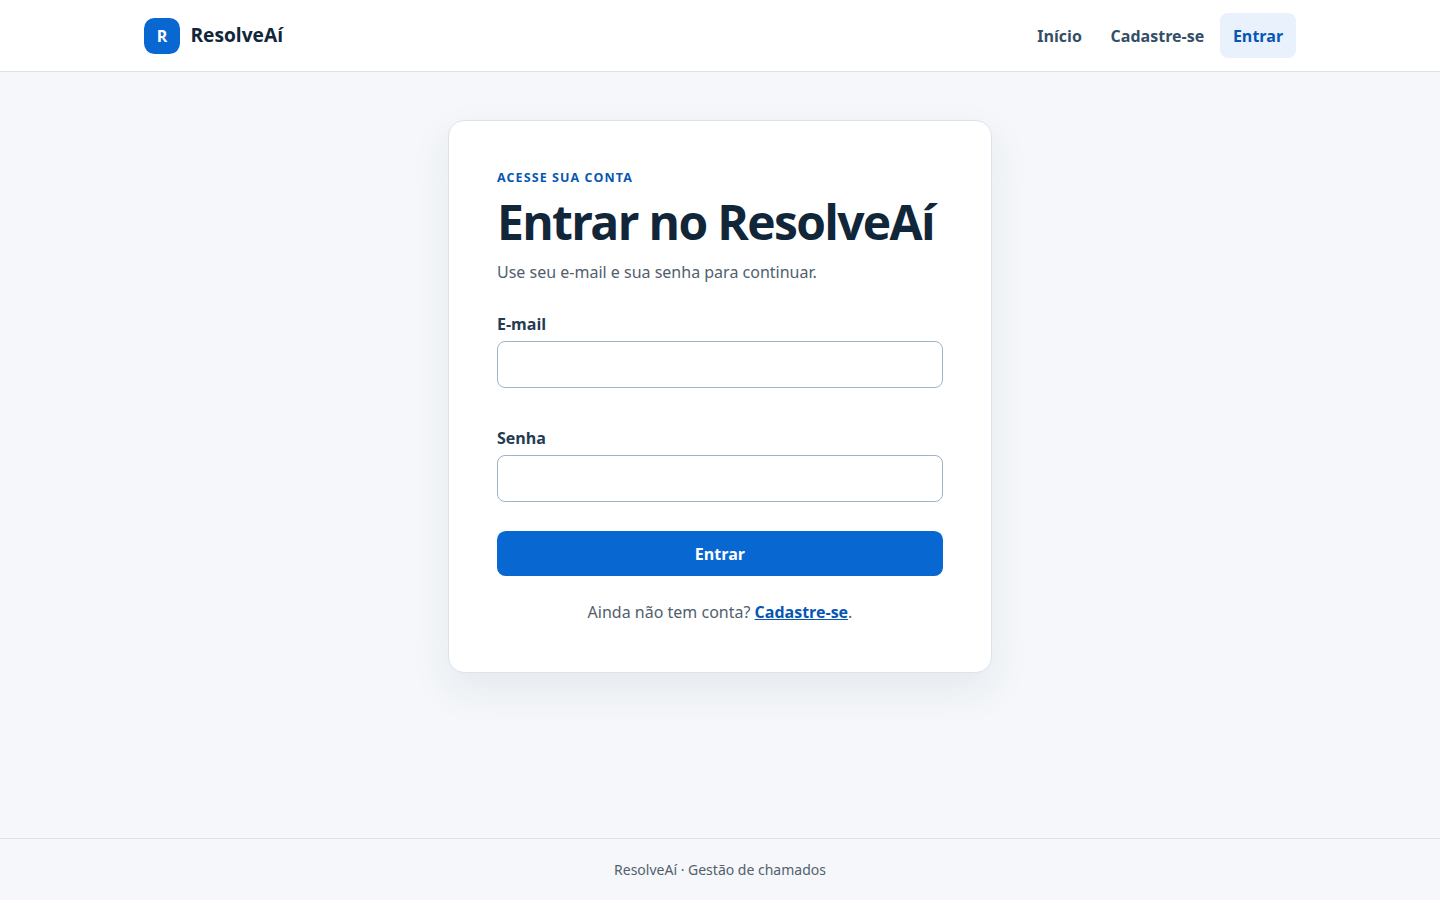 R ResolveAí
Início Cadastre-se Entrar
ACESSE SUA CONTA
Entrar no ResolveAí
Use seu e-mail e sua senha para continuar.
E-mail
Senha
Entrar
Ainda não tem conta? Cadastre-se.
ResolveAí · Gestão de chamados